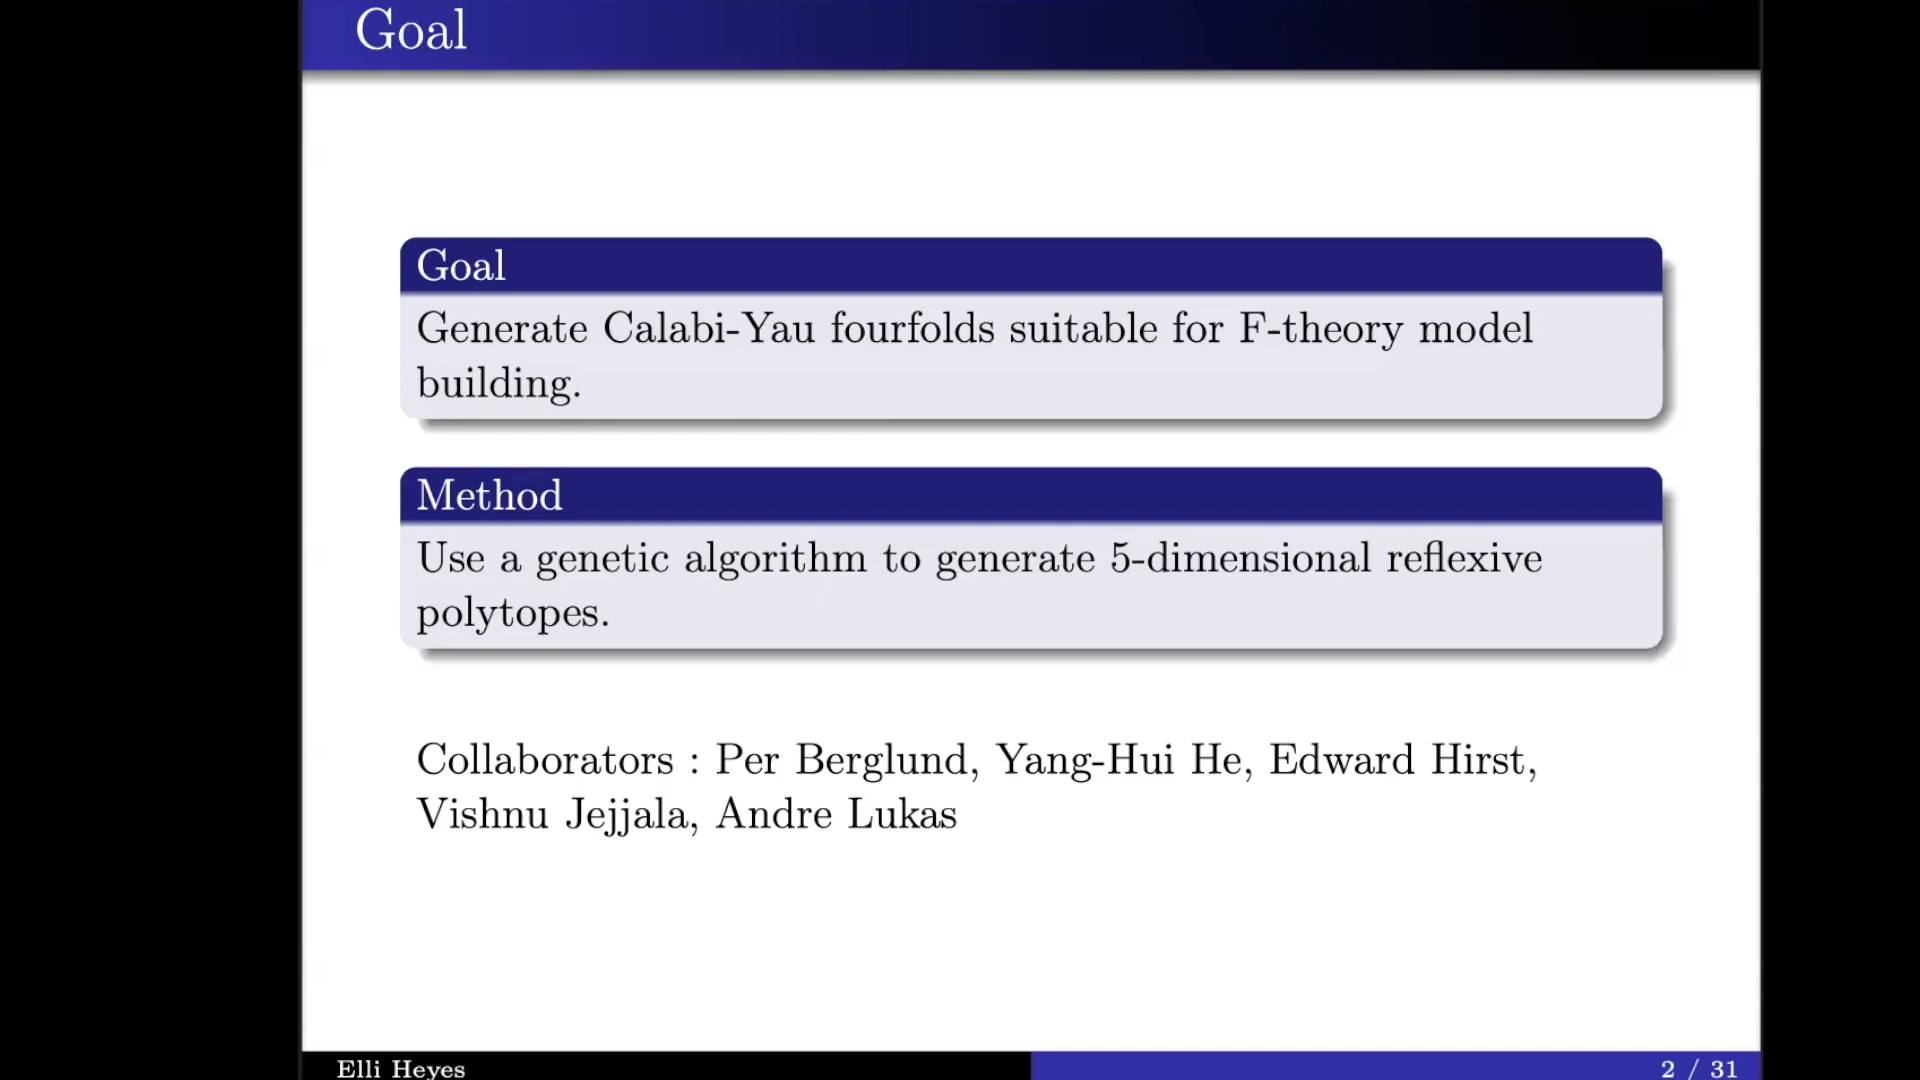 Goal
Goal
Generate Calabi-Yau fourfolds suitable for F-theory model
building.
Method
Use a genetic algorithm to generate 5-dimensional reflexive
polytopes.
Collaborators : Per Berglund, Yang-Hui He, Edward Hirst,
Vishnu Jejjala, Andre Lukas
Elli Heyes
2 / 31